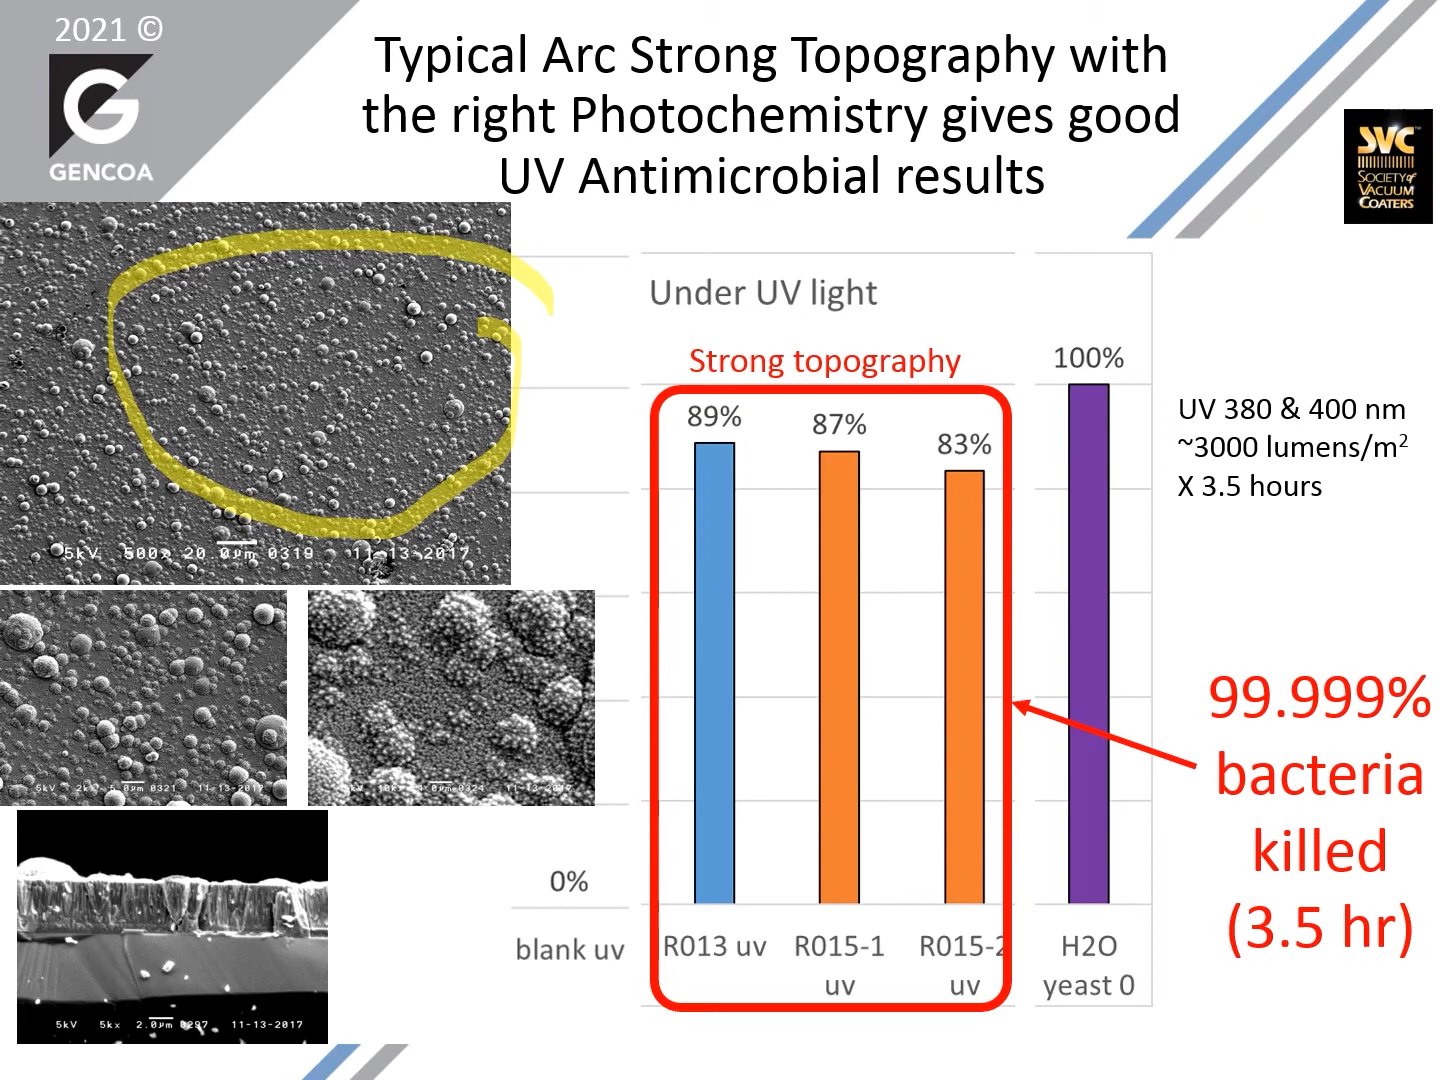 2021 ©
GENCOA
Typical Arc Strong Topography with
the right Photochemistry gives good
UV Antimicrobial results
SVC™
SOCIETY of
VACUUM
COATERS
5kV 500x 20.0μm 0319 11-13-2017
5kV 2kx 5.0μm 0321 11-13-2017
5kV 10kx 1.0μm 0324 11-13-2017
5kV 5kx 2.0μm 0297 11-13-2017
Under UV light
Strong topography
89%
87%
83%
100%
0%
blank uv
R013 uv
R015-1
uv
R015-2
uv
H2O
yeast 0
UV 380 & 400 nm
~3000 lumens/m²
X 3.5 hours
99.999%
bacteria
killed
(3.5 hr)